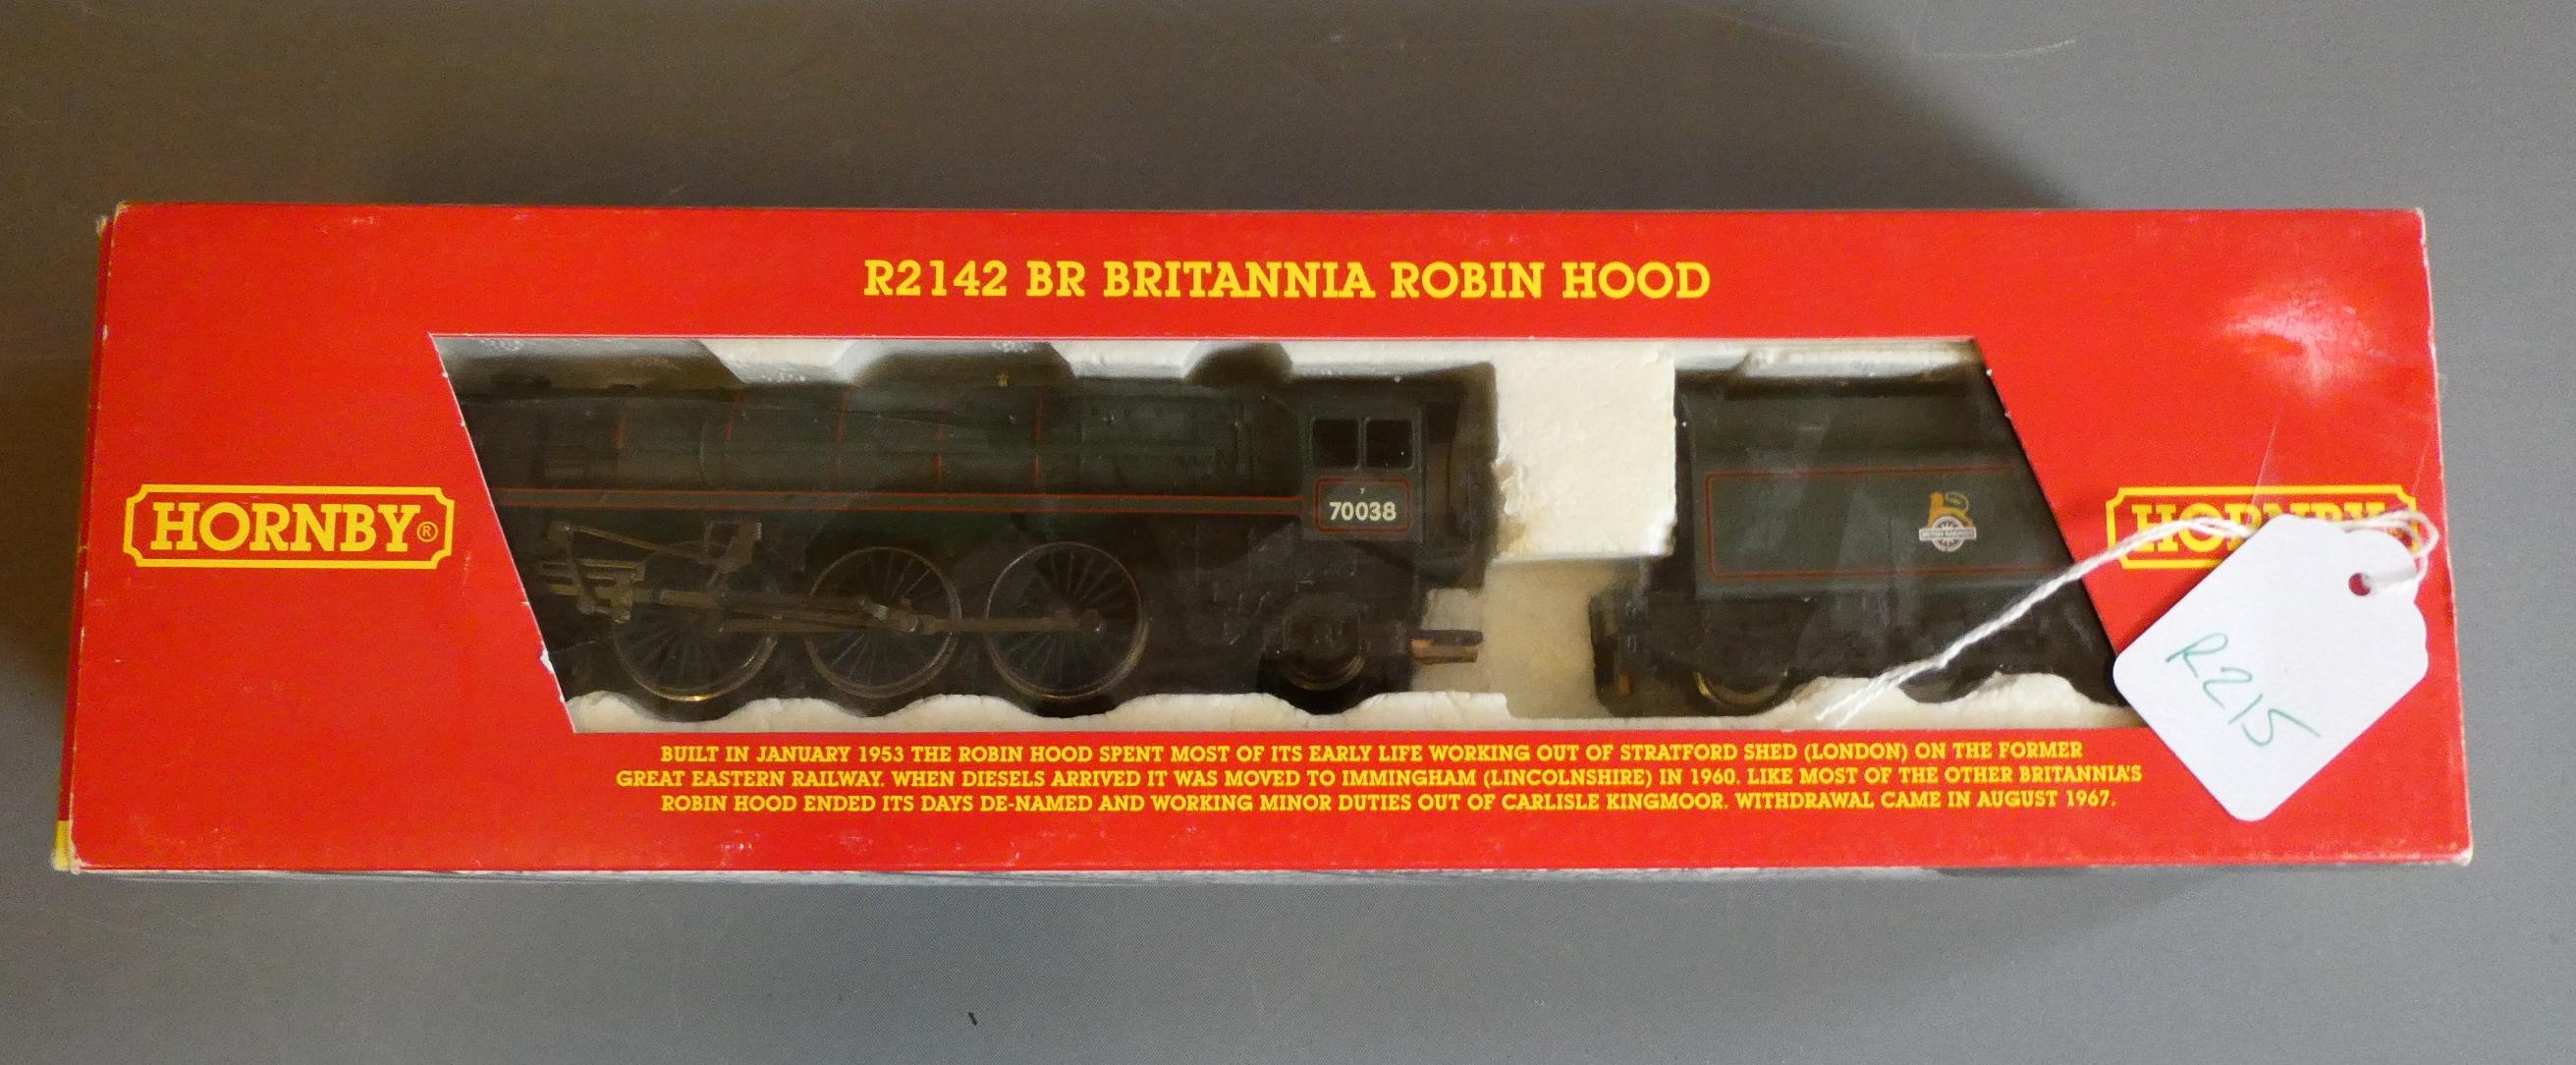 R2142 BR BRITANNIA ROBIN HOOD
HORNBY®
70038
BRITISH RAILWAYS
HORNBY
R215
BUILT IN JANUARY 1953 THE ROBIN HOOD SPENT MOST OF ITS EARLY LIFE WORKING OUT OF STRATFORD SHED (LONDON) ON THE FORMER
GREAT EASTERN RAILWAY. WHEN DIESELS ARRIVED IT WAS MOVED TO IMMINGHAM (LINCOLNSHIRE) IN 1960. LIKE MOST OF THE OTHER BRITANNIA'S
ROBIN HOOD ENDED ITS DAYS DE-NAMED AND WORKING MINOR DUTIES OUT OF CARLISLE KINGMOOR. WITHDRAWAL CAME IN AUGUST 1967.